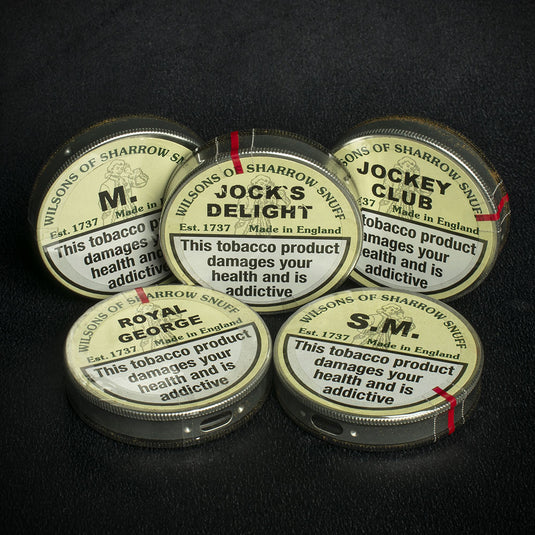 WILSONS OF SHARROW SNUFF
M.
Est. 1737 Made in England
This tobacco product
damages your
health and is
addictive
WILSONS OF SHARROW SNUFF
JOCK'S
DELIGHT
Est. 1737 Made in England
This tobacco product
damages your
health and is
addictive
WILSONS OF SHARROW SNUFF
JOCKEY
CLUB
1737 Made in England
tobacco product
damages your
health and is
addictive
WILSONS OF SHARROW SNUFF
ROYAL
GEORGE
Est. 1737 Made in England
This tobacco product
damages your
health and is
addictive
WILSONS OF SHARROW SNUFF
S.M.
Est. 1737 Made in England
This tobacco product
damages your
health and is
addictive